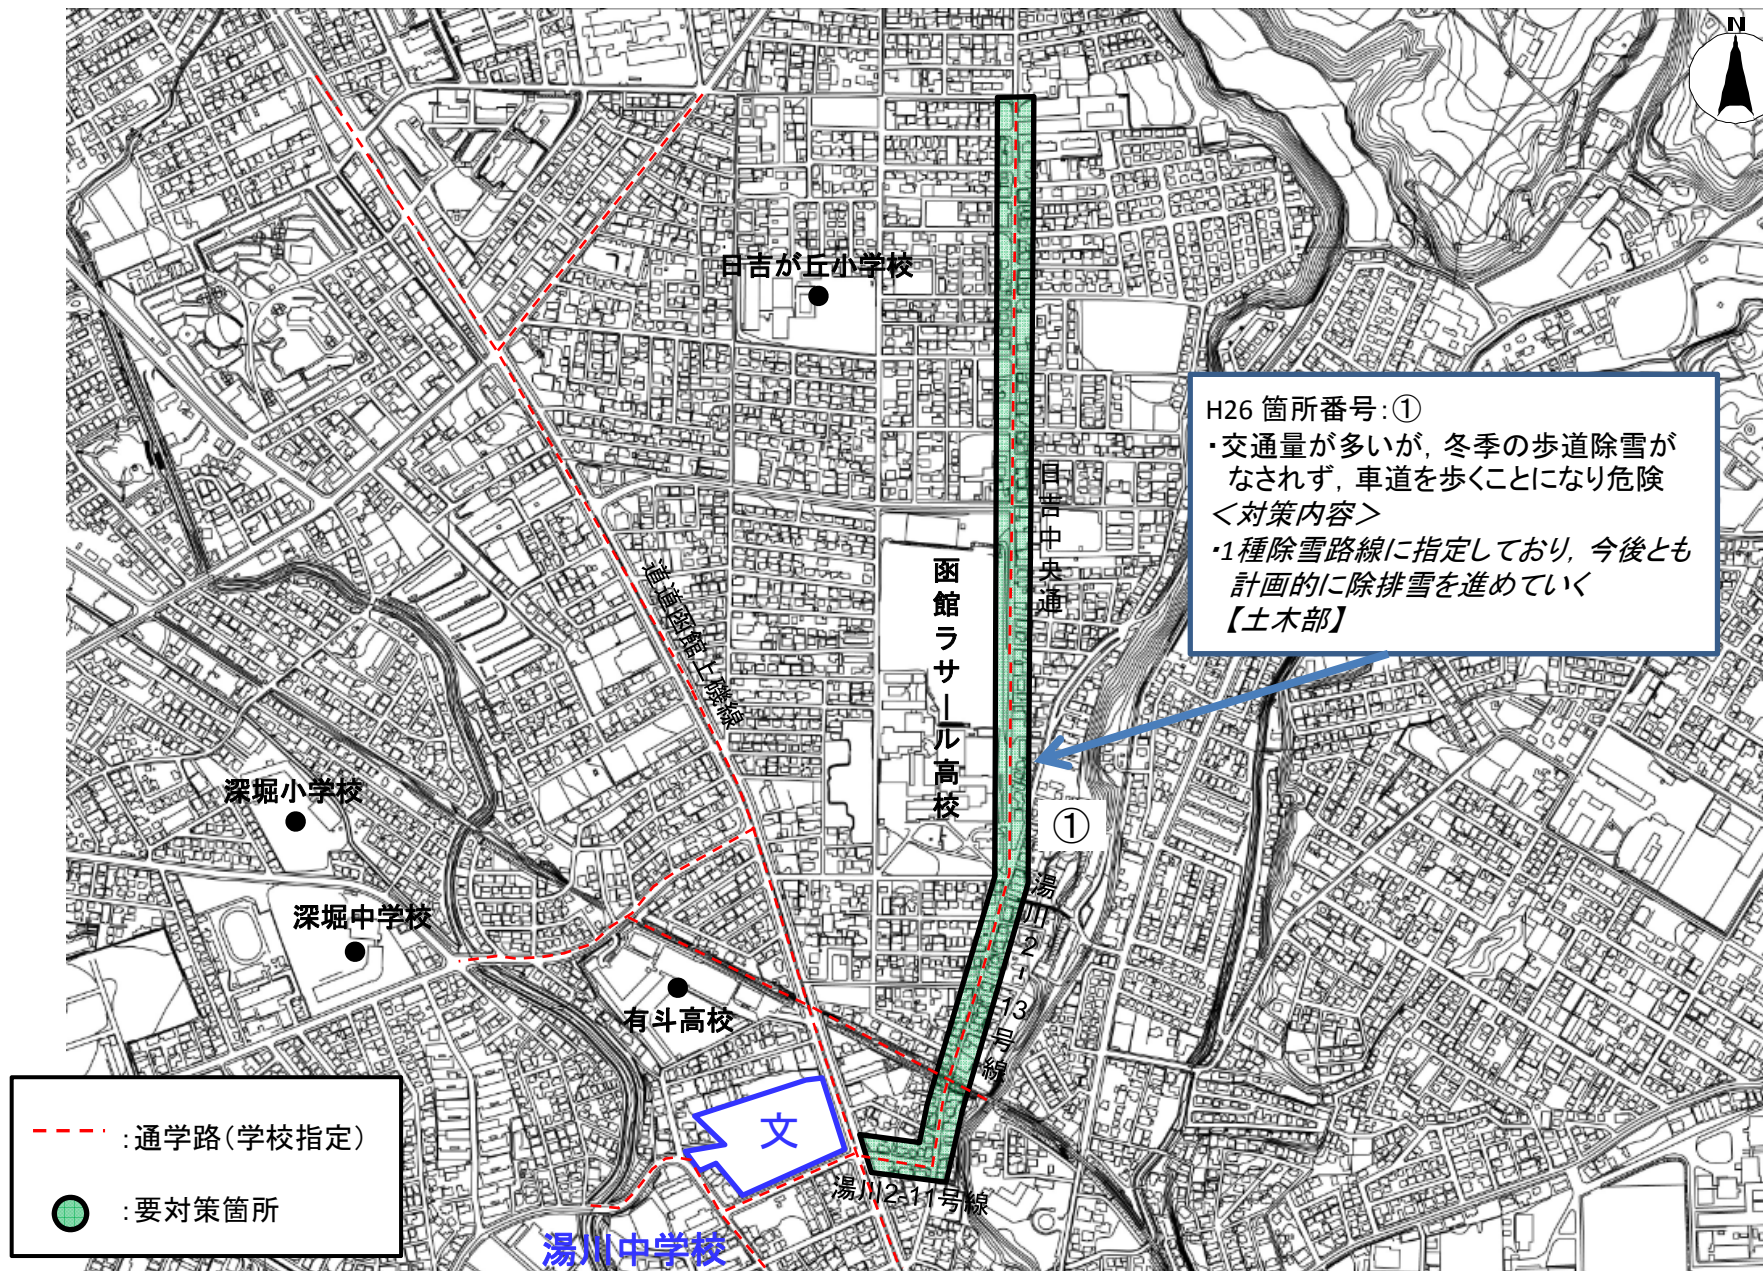 N
日吉が丘小学校
H26 箇所番号:①
・交通量が多いが, 冬季の歩道除雪が
なされず, 車道を歩くことになり危険
＜対策内容＞
・1種除雪路線に指定しており, 今後とも
計画的に除排雪を進めていく
【土木部】
日吉中央通
函館ラサール高校
道道函館上磯線
深堀小学校
①
湯川2-13号線
深堀中学校
有斗高校
文
湯川2-11号線
湯川中学校
:通学路(学校指定)
:要対策箇所